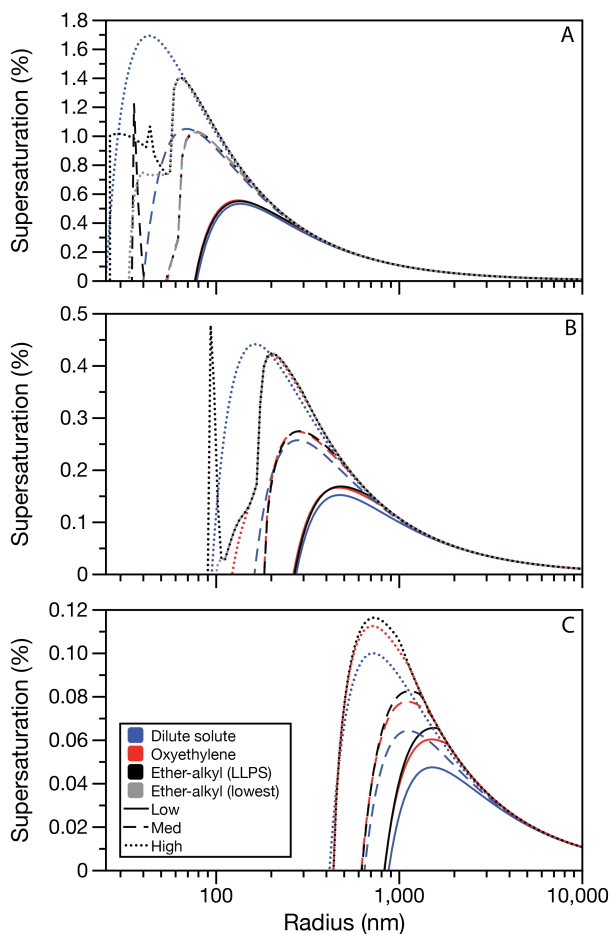 A
Supersaturation (%)
1.8
1.6
1.4
1.2
1.0
0.8
0.6
0.4
0.2
0
B
Supersaturation (%)
0.5
0.4
0.3
0.2
0.1
0
C
Supersaturation (%)
0.12
0.10
0.08
0.06
0.04
0.02
0
Dilute solute
Oxyethylene
Ether-alkyl (LLPS)
Ether-alkyl (lowest)
Low
Med
High
100
1,000
10,000
Radius (nm)